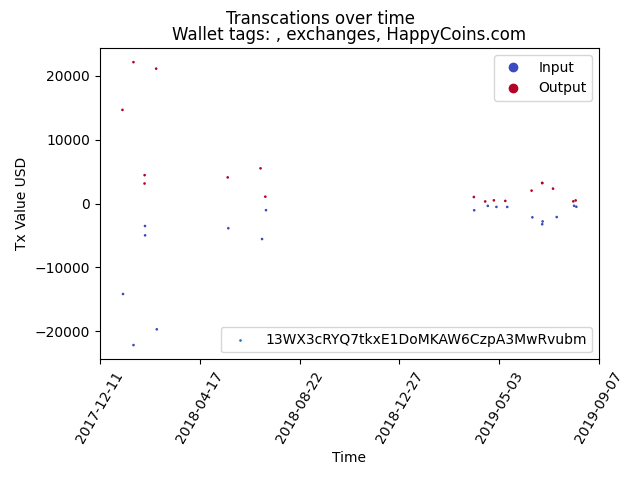 Transcations over time
Wallet tags: , exchanges, HappyCoins.com
Input
Output
20000
10000
0
−10000
−20000
Tx Value USD
13WX3cRYQ7tkxE1DoMKAW6CzpA3MwRvubm
2017-12-11
2018-04-17
2018-08-22
2018-12-27
2019-05-03
2019-09-07
Time